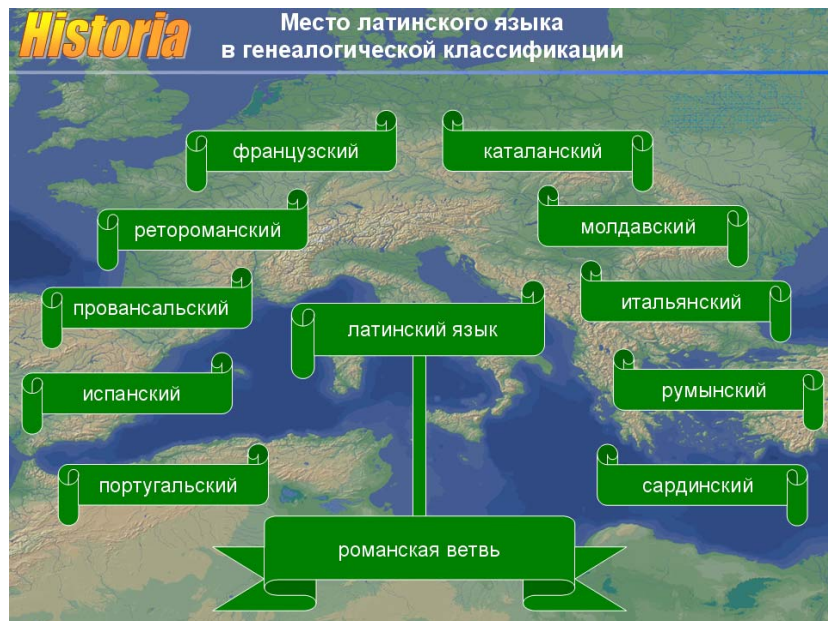 Historia
Место латинского языка
в генеалогической классификации
французский
каталанский
ретороманский
молдавский
провансальский
итальянский
латинский язык
испанский
румынский
португальский
сардинский
романская ветвь